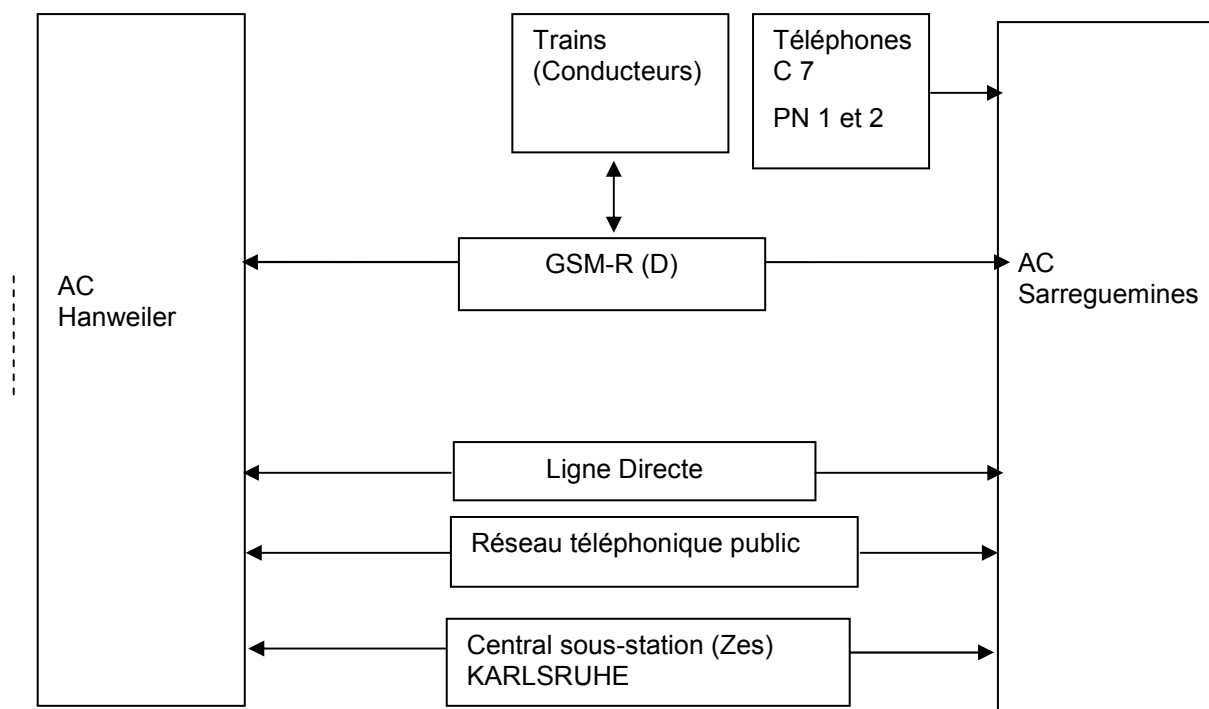 Trains
(Conducteurs)
Téléphones
C 7
PN 1 et 2
AC
Hanweiler
GSM-R (D)
AC
Sarreguemines
Ligne Directe
Réseau téléphonique public
Central sous-station (Zes)
KARLSRUHE